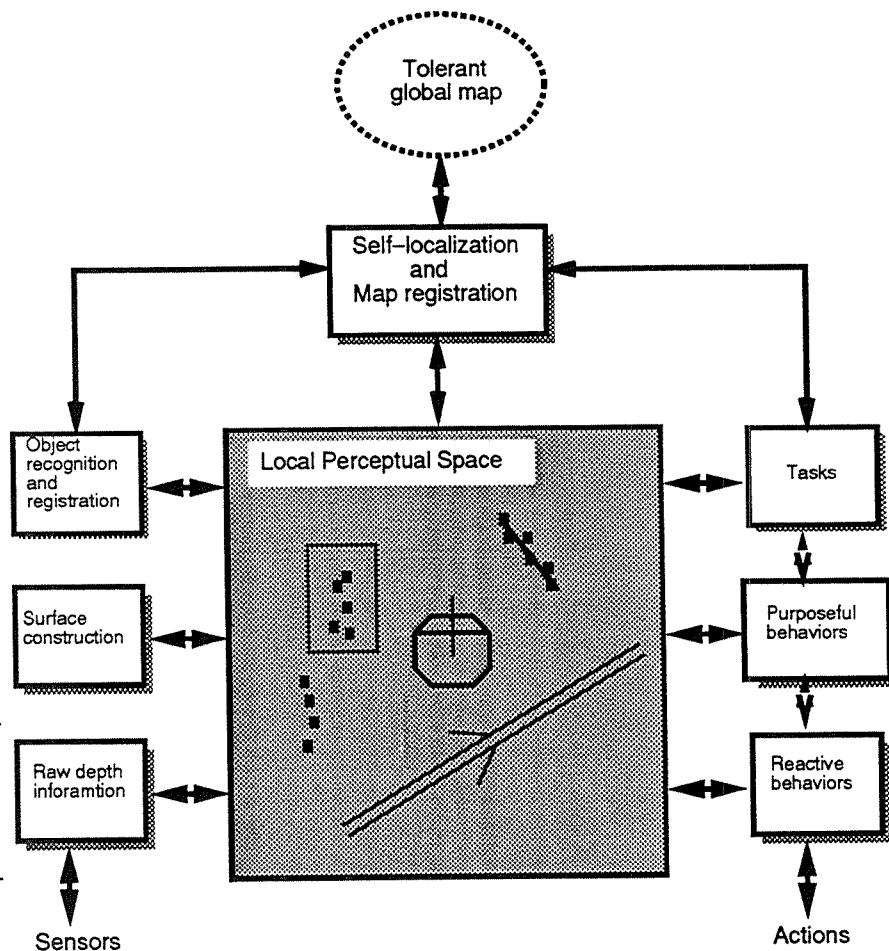 Tolerant
global map
Self-localization
and
Map registration
Object
recognition
and
registration
Local Perceptual Space
Tasks
Surface
construction
Purposeful
behaviors
Raw depth
inforamtion
Reactive
behaviors
Sensors
Actions